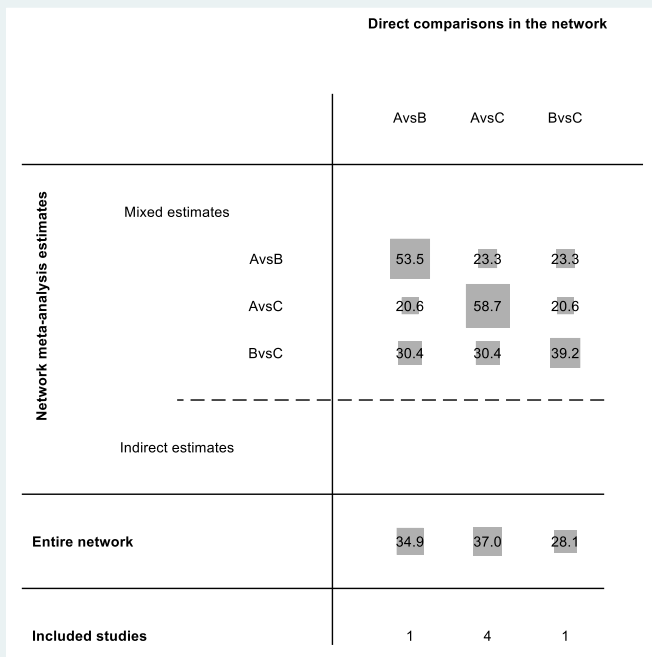 Direct comparisons in the network
AvsB AvsC BvsC
Network meta-analysis estimates
Mixed estimates
AvsB 53.5 23.3 23.3
AvsC 20.6 58.7 20.6
BvsC 30.4 30.4 39.2
Indirect estimates
Entire network 34.9 37.0 28.1
Included studies 1 4 1